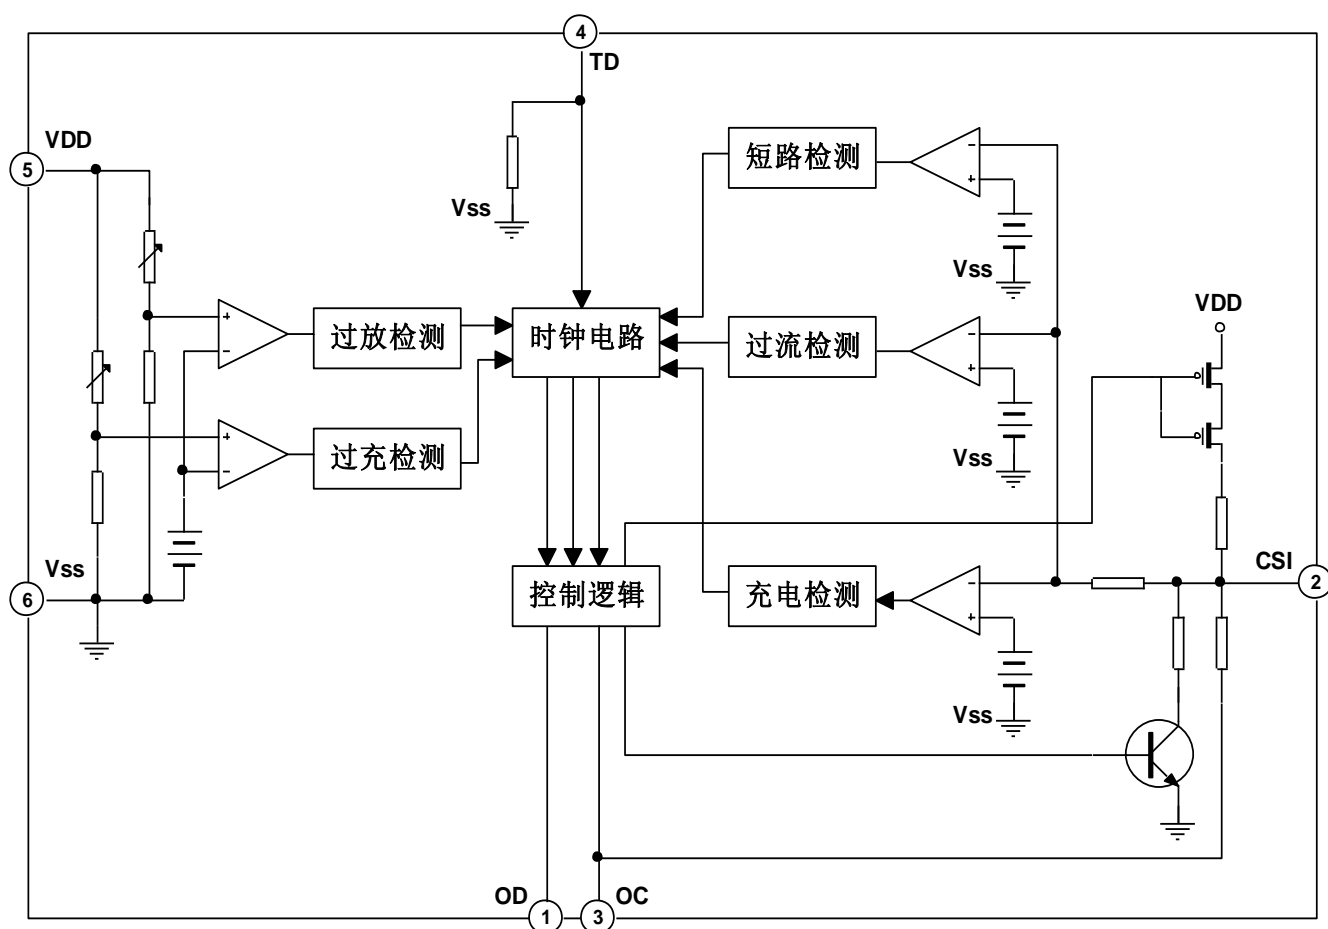 4
TD
VDD
5
短路检测
-
+
Vss
Vss
VDD
+
-
过放检测
时钟电路
过流检测
-
+
+
-
过充检测
Vss
Vss
6
控制逻辑
充电检测
-
+
CSI
2
Vss
OD
1
3
OC